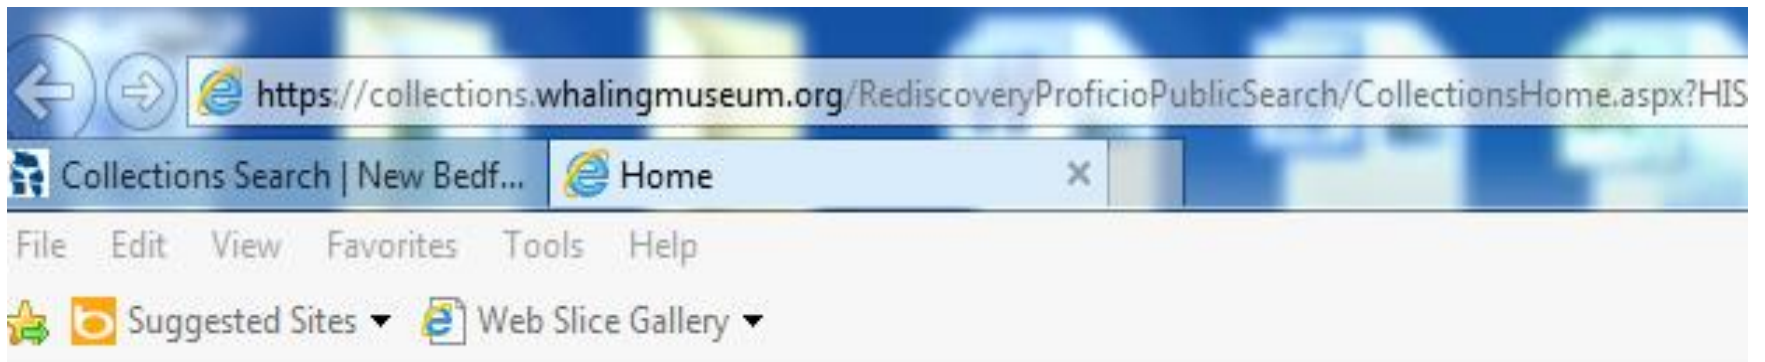 https://collections.whalingmuseum.org/RediscoveryProficioPublicSearch/CollectionsHome.aspx?HIS
Collections Search | New Bedf... Home
File Edit View Favorites Tools Help
Suggested Sites Web Slice Gallery